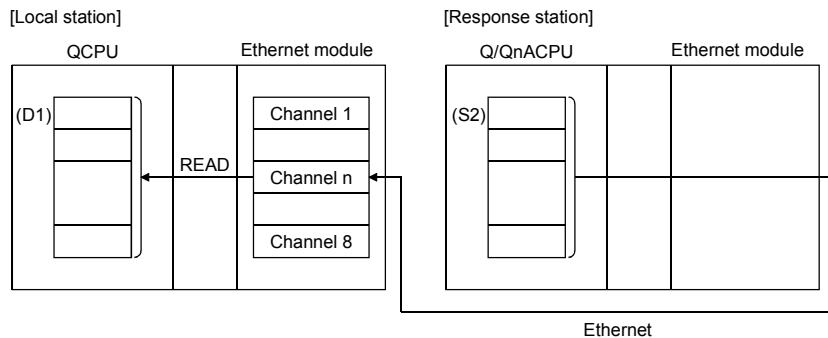 [Local station]
[Response station]
QCPU
Ethernet module
Q/QnACPU
Ethernet module
(D1)
Channel 1
(S2)
READ
Channel n
Channel 8
Ethernet